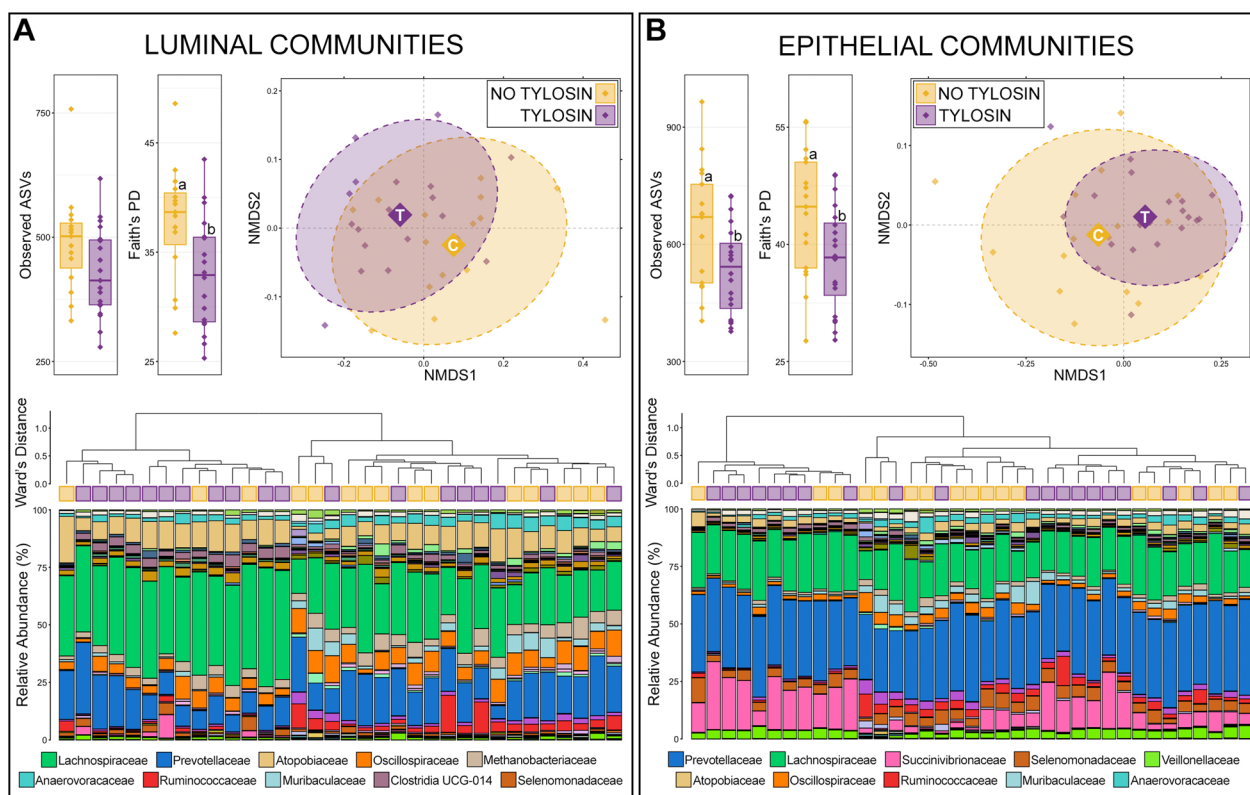 A
LUMINAL COMMUNITIES
Observed ASVs
750
500
250
Faith's PD
45
35
25
a
b
NMDS2
0.2
0.1
0.0
-0.1
-0.2
0.0
0.2
0.4
NMDS1
NO TYLOSIN
TYLOSIN
T
C
Ward's Distance
1.0
0.5
0.0
Relative Abundance (%)
100
75
50
25
0
Lachnospiraceae Prevotellaceae Atopobiaceae Oscillospiraceae Methanobacteriaceae
Anaerovoracaceae Ruminococcaceae Muribaculaceae Clostridia UCG-014 Selenomonadaceae
B
EPITHELIAL COMMUNITIES
Observed ASVs
900
600
300
a
b
Faith's PD
55
40
25
a
b
NMDS2
0.1
0.0
-0.1
-0.50
-0.25
0.00
0.25
NMDS1
NO TYLOSIN
TYLOSIN
C
T
Ward's Distance
1.0
0.5
0.0
Relative Abundance (%)
100
75
50
25
0
Prevotellaceae Lachnospiraceae Succinivibrionaceae Selenomonadaceae Veillonellaceae
Atopobiaceae Oscillospiraceae Ruminococcaceae Muribaculaceae Anaerovoracaceae